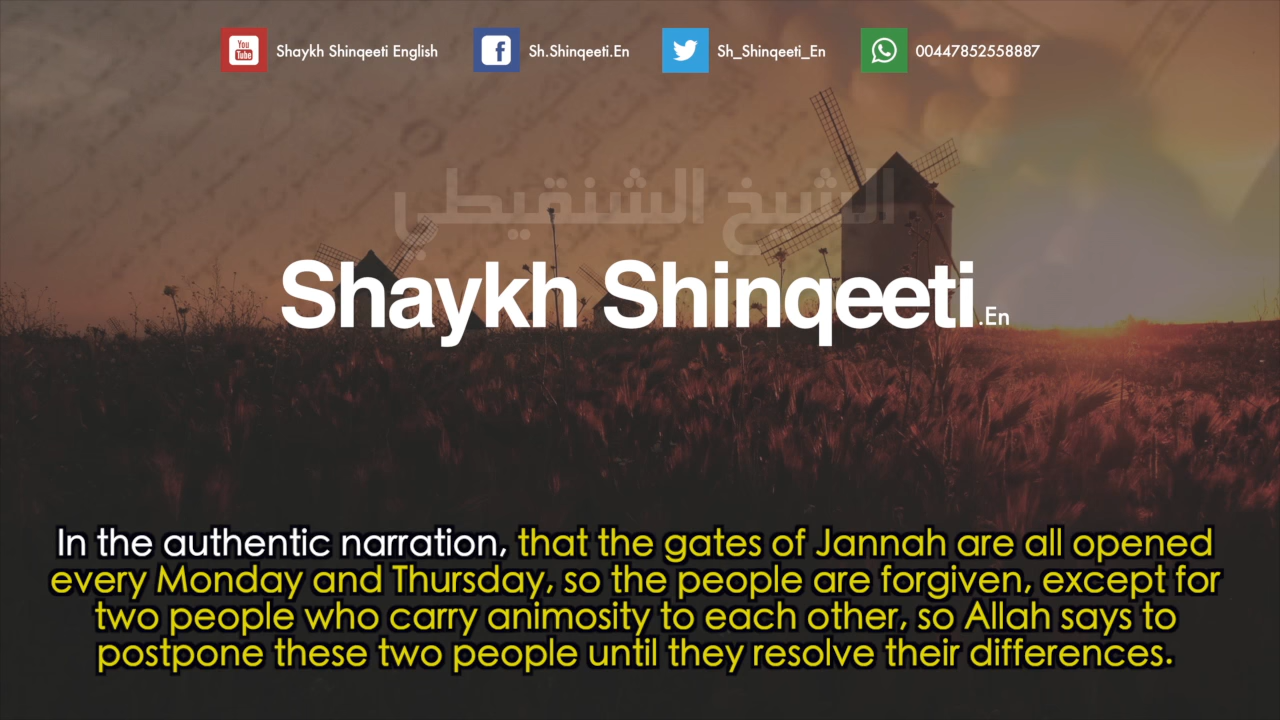 You Tube Shaykh Shinqeeti English f Sh.Shinqeeti.En Sh_Shinqeeti_En 00447852558887
الشيخ الشنقيطي
Shaykh Shinqeeti.En
In the authentic narration, that the gates of Jannah are all opened
every Monday and Thursday, so the people are forgiven, except for
two people who carry animosity to each other, so Allah says to
postpone these two people until they resolve their differences.